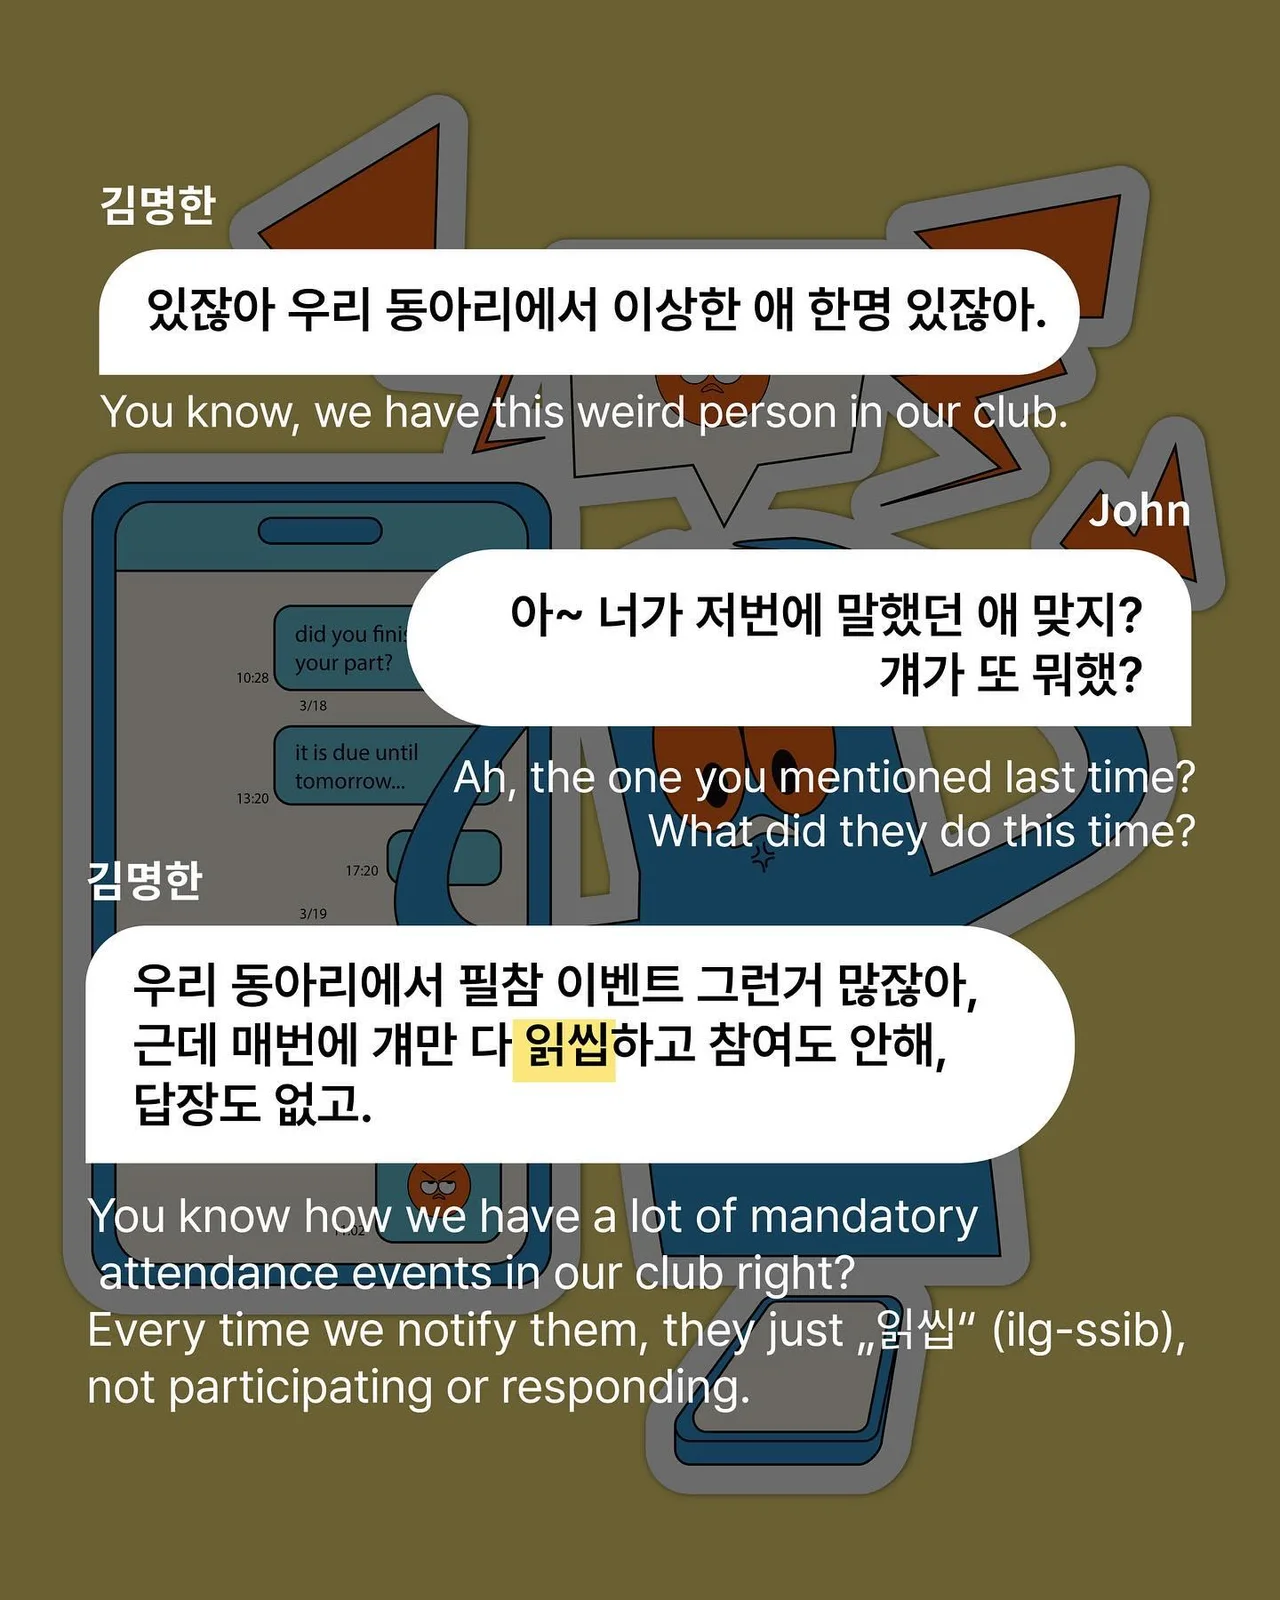 김명한
있잖아 우리 동아리에서 이상한 애 한명 있잖아.
You know, we have this weird person in our club.
John
아~ 너가 저번에 말했던 애 맞지?
걔가 또 뭐했?
Ah, the one you mentioned last time?
What did they do this time?
did you finis
your part?
10:28
3/18
it is due until
tomorrow...
13:20
17:20
3/19
김명한
우리 동아리에서 필참 이벤트 그런거 많잖아,
근데 매번에 걔만 다 읽씹하고 참여도 안해,
답장도 없고.
11:02
You know how we have a lot of mandatory
attendance events in our club right?
Every time we notify them, they just „읽씹“ (ilg-ssib),
not participating or responding.